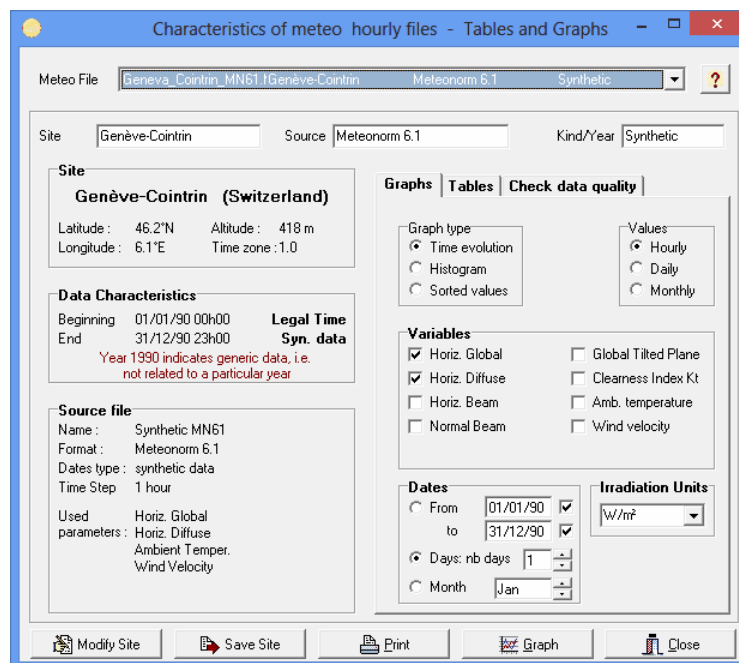 Characteristics of meteo hourly files - Tables and Graphs
Meteo File Geneva_Cointrin_MN61.MGenève-Cointrin Meteonorm 6.1 Synthetic ?
Site Genève-Cointrin Source Meteonorm 6.1 Kind/Year Synthetic
Site
Genève-Cointrin (Switzerland)
Latitude : 46.2°N Altitude : 418 m
Longitude : 6.1°E Time zone :1.0
Data Characteristics
Beginning 01/01/90 00h00 Legal Time
End 31/12/90 23h00 Syn. data
Year 1990 indicates generic data, i.e.
not related to a particular year
Source file
Name : Synthetic MN61
Format : Meteonorm 6.1
Dates type : synthetic data
Time Step 1 hour
Used Horiz. Global
parameters : Horiz. Diffuse
Ambient Temper.
Wind Velocity
Graphs Tables Check data quality
Graph type
Time evolution
Histogram
Sorted values
Values
Hourly
Daily
Monthly
Variables
Horiz. Global Global Tilted Plane
Horiz. Diffuse Clearness Index Kt
Horiz. Beam Amb. temperature
Normal Beam Wind velocity
Dates
From 01/01/90
to 31/12/90
Days: nb days 1
Month Jan
Irradiation Units
W/m²
Modify Site Save Site Print Graph Close